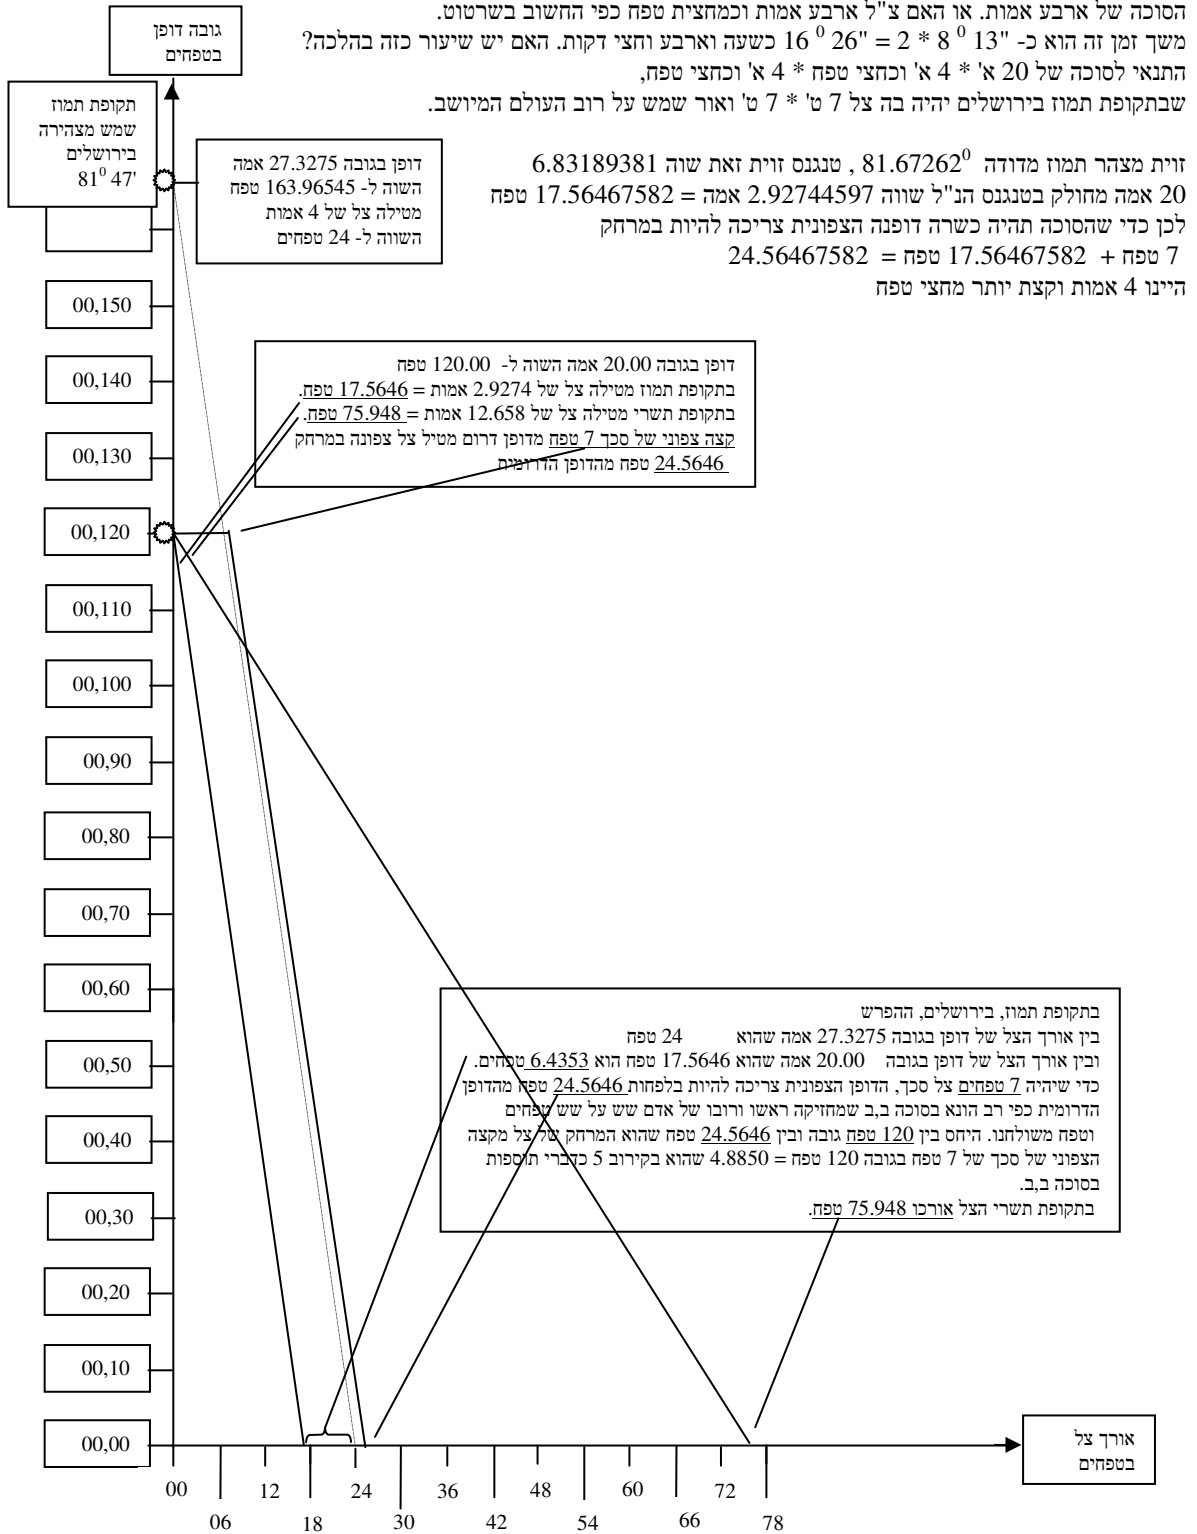 הסוכה של ארבע אמות. או האם צ"ל ארבע אמות וכמחצית טפח כפי החשוב בשרטוט.
משך זמן זה הוא כ- "13 ⁰ 8 * 2 = "26 ⁰ 16 כשעה וארבע וחצי דקות. האם יש שיעור כזה בהלכה?
התנאי לסוכה של 20 א' * 4 א' וכחצי טפח * 4 א' וכחצי טפח,
שבתקופת תמוז בירושלים יהיה בה צל 7 ט' * 7 ט' ואור שמש על רוב העולם המיושב.
זוית מצהר תמוז מדודה 81.67262⁰ , טנגנס זוית זאת שוה 6.83189381
20 אמה מחולק בטנגנס הנ"ל שווה 2.92744597 אמה = 17.56467582 טפח
לכן כדי שהסוכה תהיה כשרה דופנה הצפונית צריכה להיות במרחק
7 טפח + 17.56467582 טפח = 24.56467582
היינו 4 אמות וקצת יותר מחצי טפח
גובה דופן
בטפחים
תקופת תמוז
שמש מצהירה
בירושלים
81⁰ 47'
דופן בגובה 27.3275 אמה
השוה ל- 163.96545 טפח
מטילה צל של 4 אמות
השווה ל- 24 טפחים
00,150
00,140
00,130
00,120
00,110
00,100
00,90
00,80
00,70
00,60
00,50
00,40
00,30
00,20
00,10
00,00
דופן בגובה 20.00 אמה השוה ל- 120.00 טפח
בתקופת תמוז מטילה צל של 2.9274 אמות = 17.5646 טפח.
בתקופת תשרי מטילה צל של 12.658 אמות = 75.948 טפח.
קצה צפוני של סכך 7 טפח מדופן דרום מטיל צל צפונה במרחק
24.5646 טפח מהדופן הדרומית
בתקופת תמוז, בירושלים, ההפרש
בין אורך הצל של דופן בגובה 27.3275 אמה שהוא 24 טפח
ובין אורך הצל של דופן בגובה 20.00 אמה שהוא 17.5646 טפח הוא 6.4353 טפחים.
כדי שיהיה 7 טפחים צל סכך, הדופן הצפונית צריכה להיות בלפחות 24.5646 טפח מהדופן
הדרומית כפי רב הונא בסוכה ב,ב שמחזיקה ראשו ורובו של אדם שש על שש טפחים
וטפח משולחנו. היחס בין 120 טפח גובה ובין 24.5646 טפח שהוא המרחק של צל מקצה
הצפוני של סכך של 7 טפח בגובה 120 טפח = 4.8850 שהוא בקירוב 5 כדברי תוספות
בסוכה ב,ב.
בתקופת תשרי הצל אורכו 75.948 טפח.
אורך צל
בטפחים
00 12 24 36 48 60 72
06 18 30 42 54 66 78